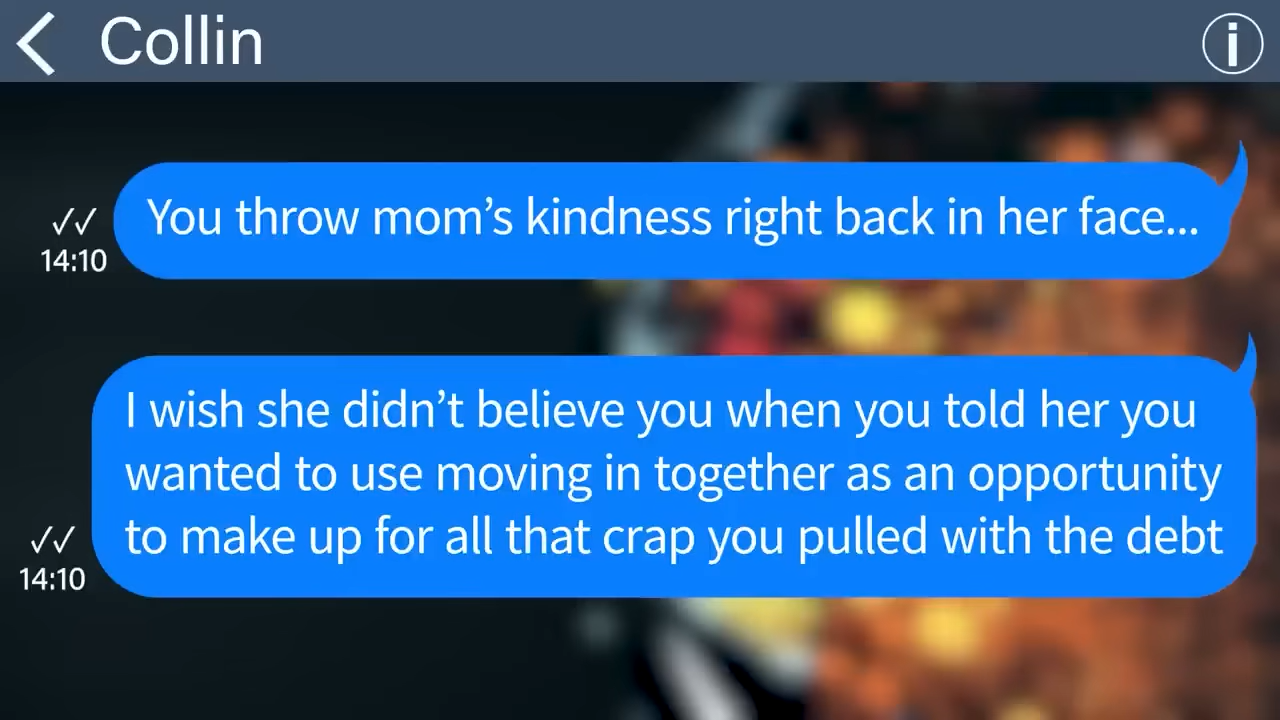 Collin
You throw mom’s kindness right back in her face...
14:10
I wish she didn’t believe you when you told her you
wanted to use moving in together as an opportunity
to make up for all that crap you pulled with the debt
14:10